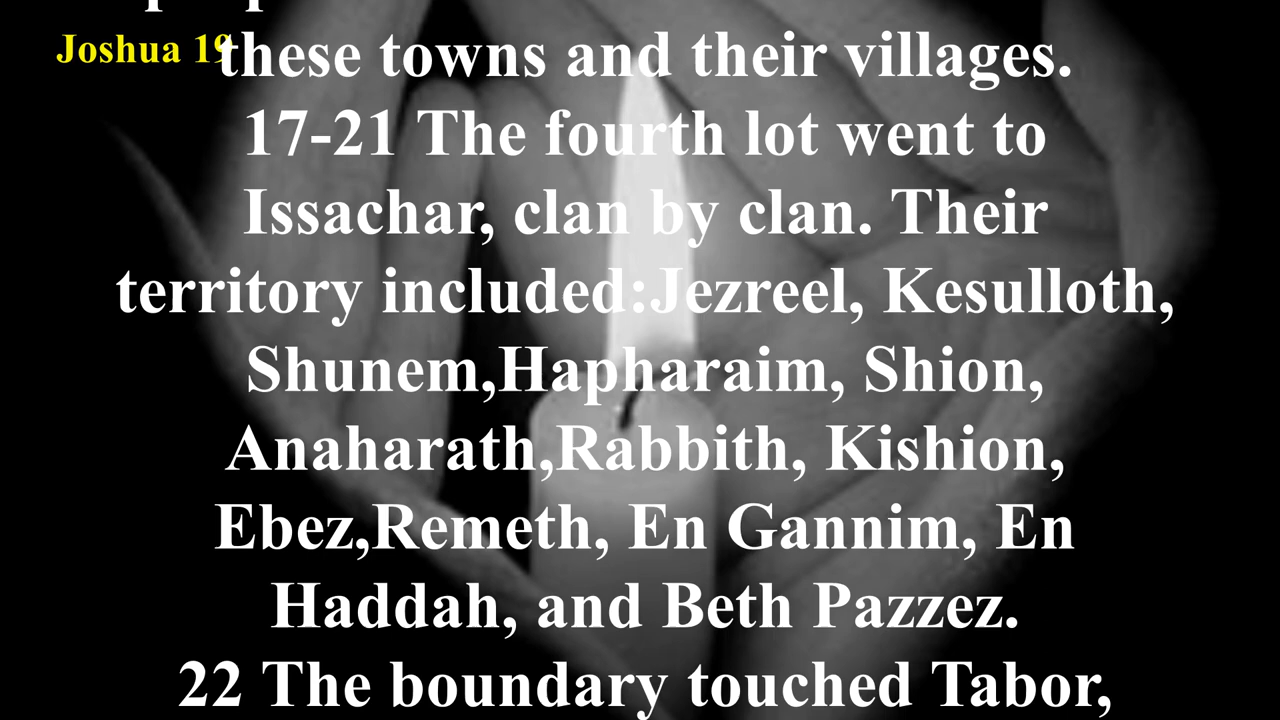 Joshua 19
these towns and their villages.
17-21 The fourth lot went to
Issachar, clan by clan. Their
territory included:Jezreel, Kesulloth,
Shunem,Hapharaim, Shion,
Anaharath,Rabbith, Kishion,
Ebez,Remeth, En Gannim, En
Haddah, and Beth Pazzez.
22 The boundary touched Tabor,